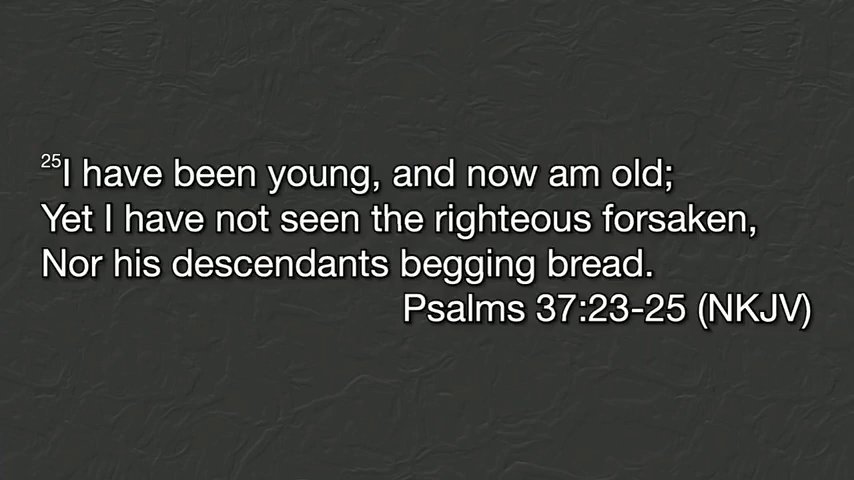 25I have been young, and now am old;
Yet I have not seen the righteous forsaken,
Nor his descendants begging bread.
Psalms 37:23-25 (NKJV)